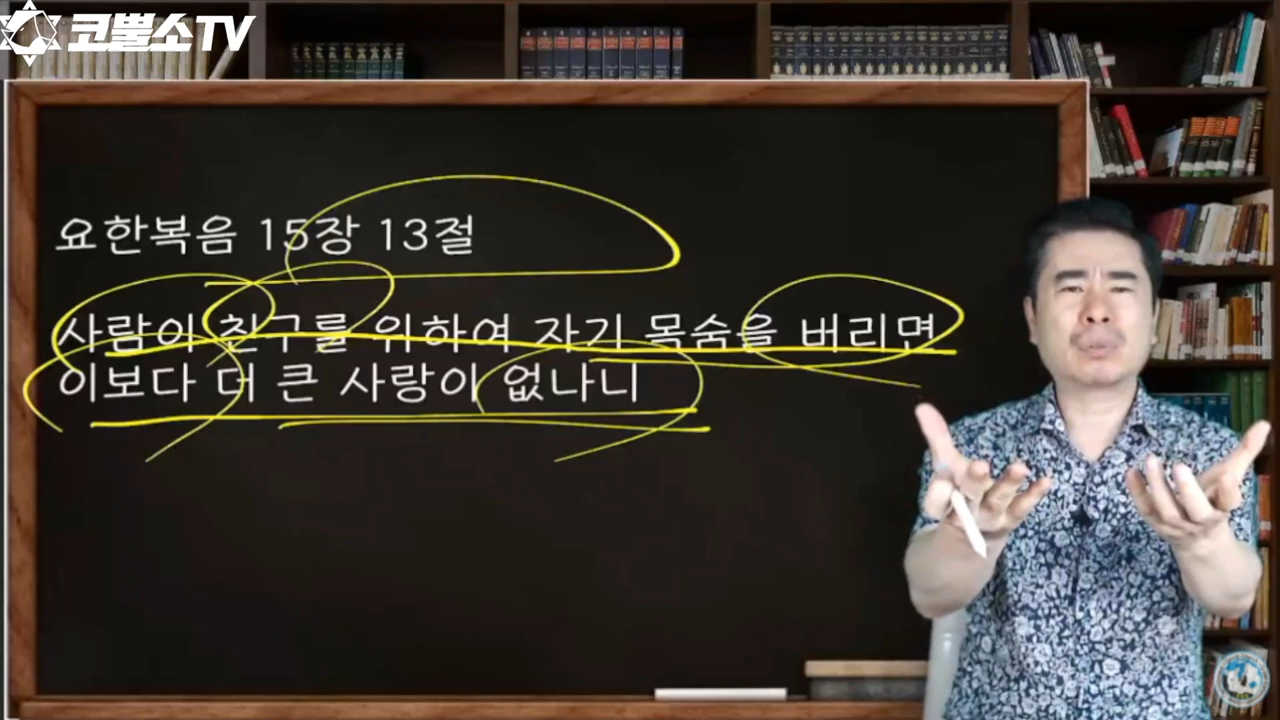 코뿔소TV
요한복음 15장 13절
사람이 친구를 위하여 자기 목숨을 버리면
이보다 더 큰 사랑이 없나니